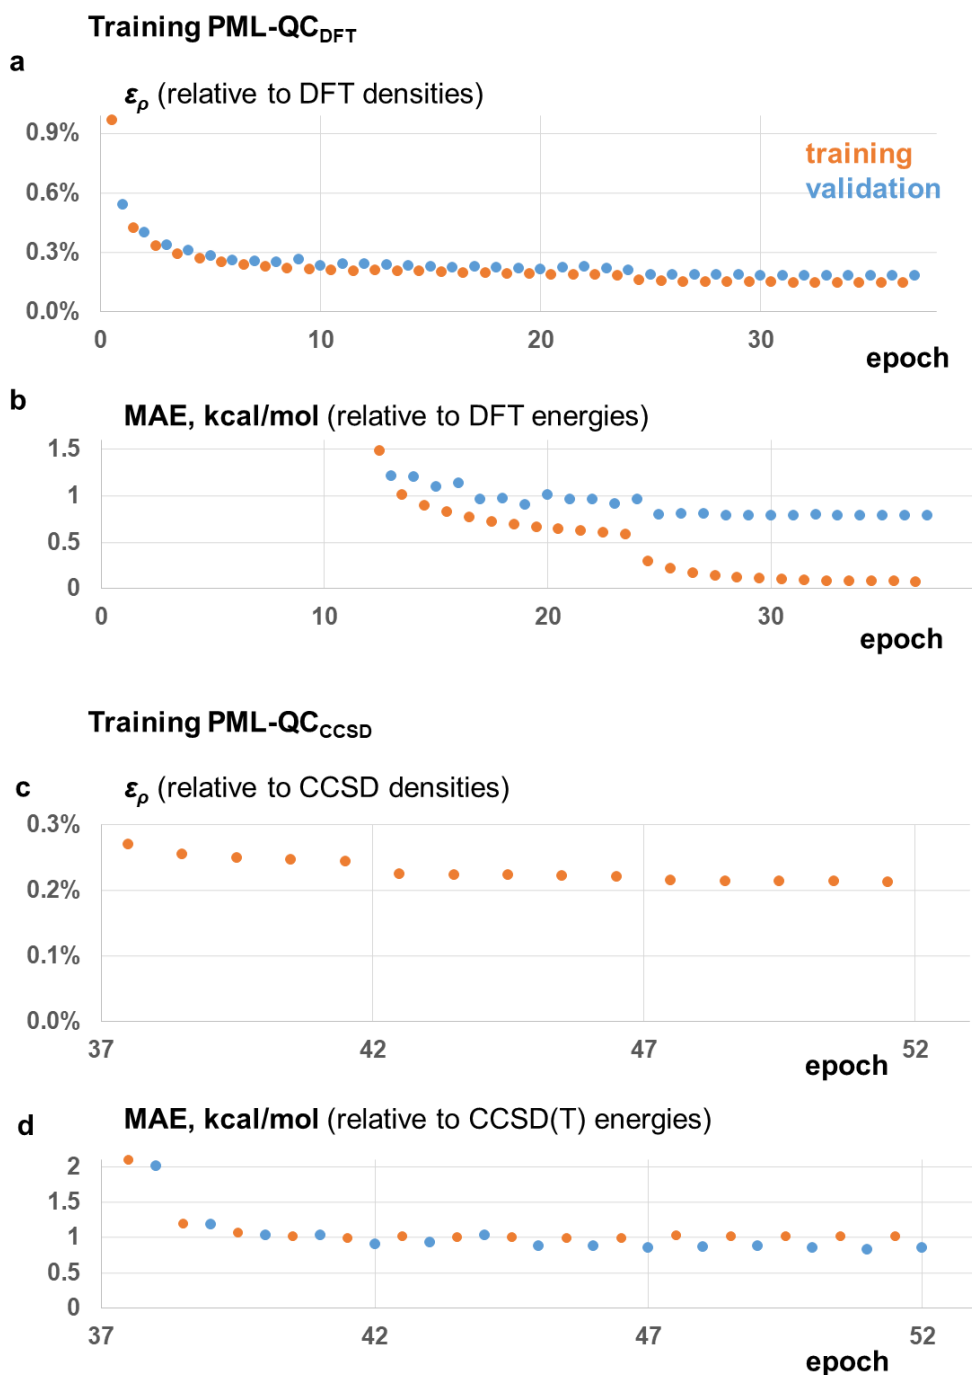 Training PML-QC_DFT
a
ε_ρ (relative to DFT densities)
0.9%
training
validation
0.6%
0.3%
0.0%
0 10 20 30
epoch
b
MAE, kcal/mol (relative to DFT energies)
1.5
1
0.5
0
0 10 20 30
epoch
Training PML-QC_CCSD
c
ε_ρ (relative to CCSD densities)
0.3%
0.2%
0.1%
0.0%
37 42 47 52
epoch
d
MAE, kcal/mol (relative to CCSD(T) energies)
2
1.5
1
0.5
0
37 42 47 52
epoch